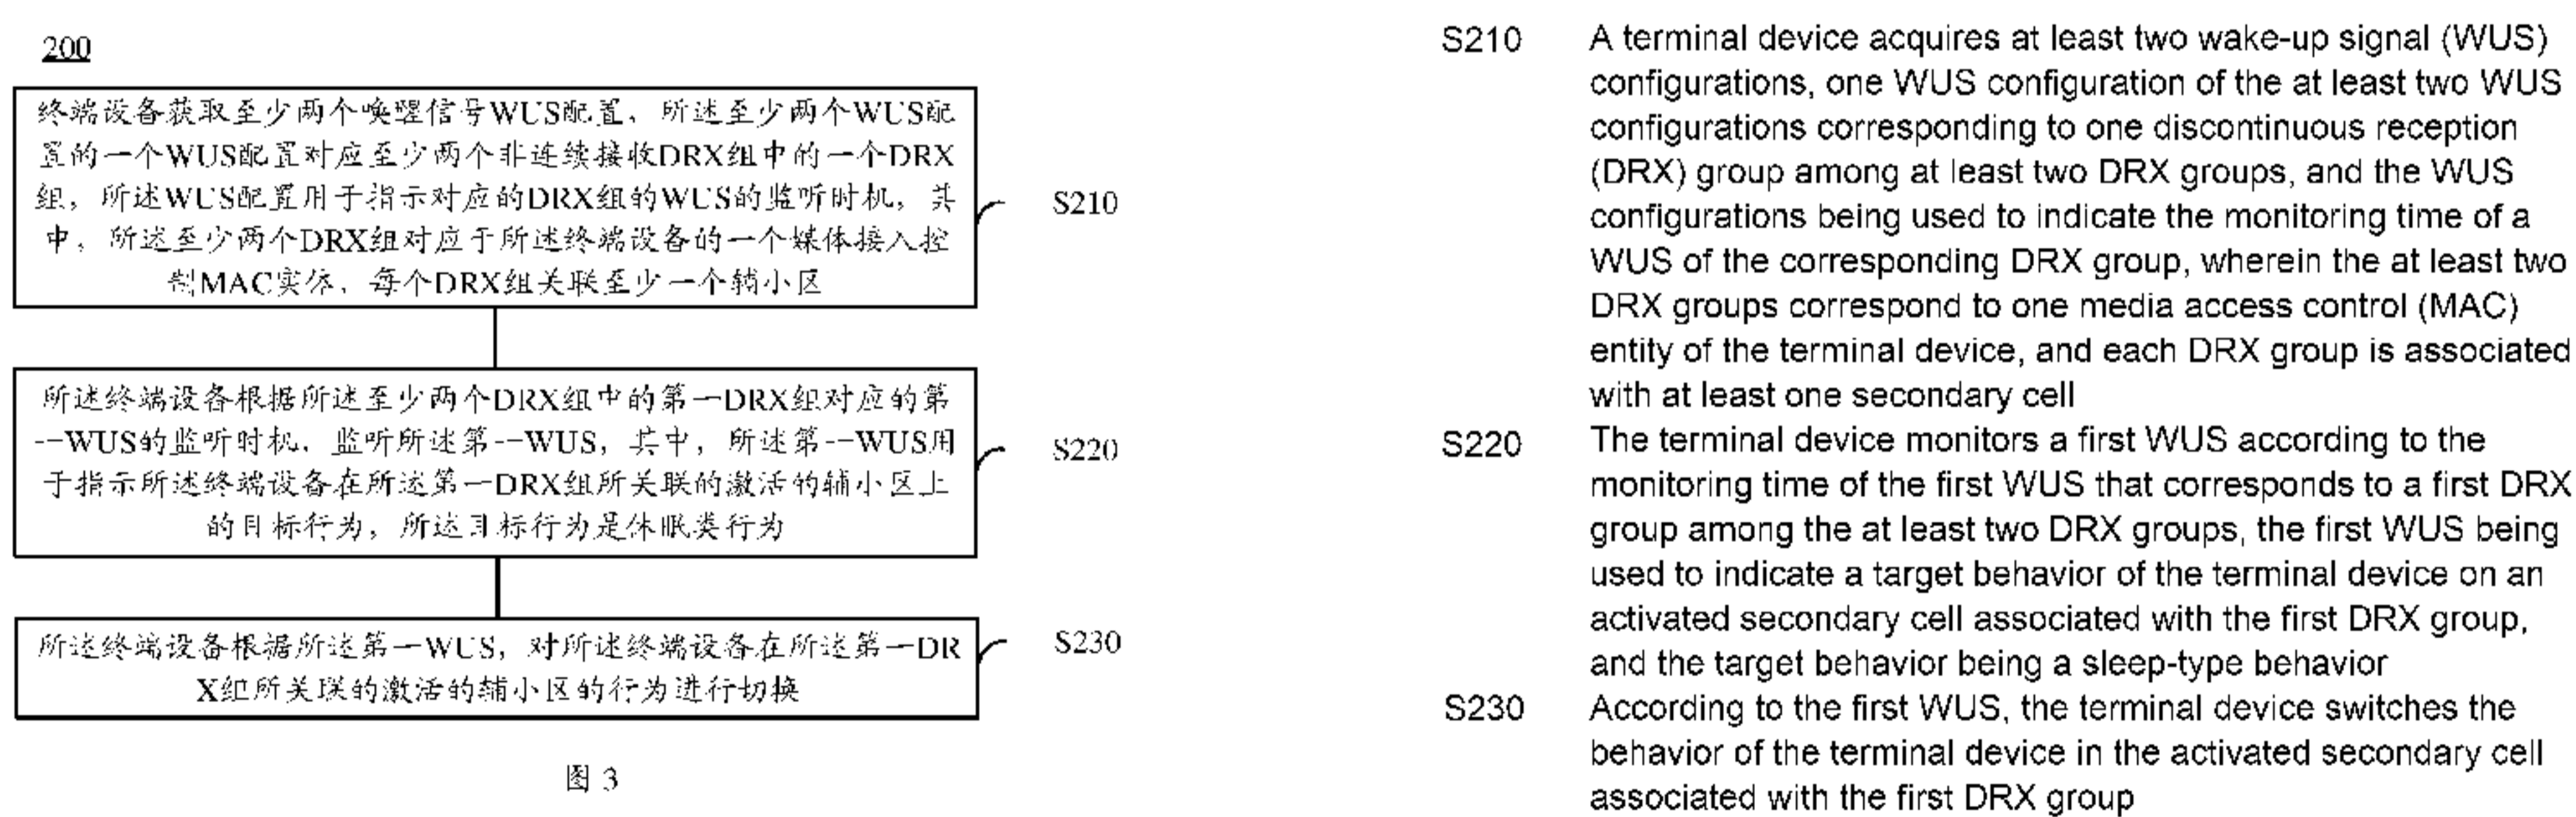 200
终端设备获取至少两个唤醒信号WUS配置，所述至少两个WUS配
置的一个WUS配置对应至少两个非连续接收DRX组中的一个DRX
组，所述WUS配置用于指示对应的DRX组的WUS的监听时机，其
中，所述至少两个DRX组对应于所述终端设备的一个媒体接入控
制MAC实体，每个DRX组关联至少一个辅小区
S210
所述终端设备根据所述至少两个DRX组中的第一DRX组对应的第
一WUS的监听时机，监听所述第一WUS，其中，所述第一WUS用
于指示所述终端设备在所述第一DRX组所关联的激活的辅小区上
的目标行为，所述目标行为是休眠类行为
S220
所述终端设备根据所述第一WUS，对所述终端设备在所述第一DR
X组所关联的激活的辅小区的行为进行切换
S230
图 3
S210 A terminal device acquires at least two wake-up signal (WUS)
configurations, one WUS configuration of the at least two WUS
configurations corresponding to one discontinuous reception
(DRX) group among at least two DRX groups, and the WUS
configurations being used to indicate the monitoring time of a
WUS of the corresponding DRX group, wherein the at least two
DRX groups correspond to one media access control (MAC)
entity of the terminal device, and each DRX group is associated
with at least one secondary cell
S220 The terminal device monitors a first WUS according to the
monitoring time of the first WUS that corresponds to a first DRX
group among the at least two DRX groups, the first WUS being
used to indicate a target behavior of the terminal device on an
activated secondary cell associated with the first DRX group,
and the target behavior being a sleep-type behavior
S230 According to the first WUS, the terminal device switches the
behavior of the terminal device in the activated secondary cell
associated with the first DRX group